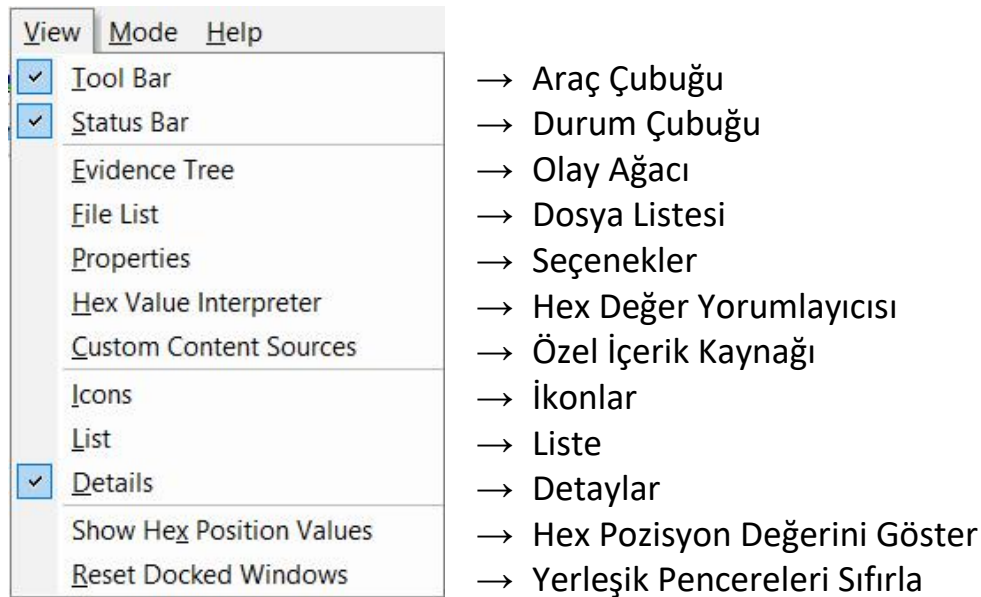 View Mode Help
Tool Bar → Araç Çubuğu
Status Bar → Durum Çubuğu
Evidence Tree → Olay Ağacı
File List → Dosya Listesi
Properties → Seçenekler
Hex Value Interpreter → Hex Değer Yorumlayıcısı
Custom Content Sources → Özel İçerik Kaynağı
Icons → İkonlar
List → Liste
Details → Detaylar
Show Hex Position Values → Hex Pozisyon Değerini Göster
Reset Docked Windows → Yerleşik Pencereleri Sıfırla